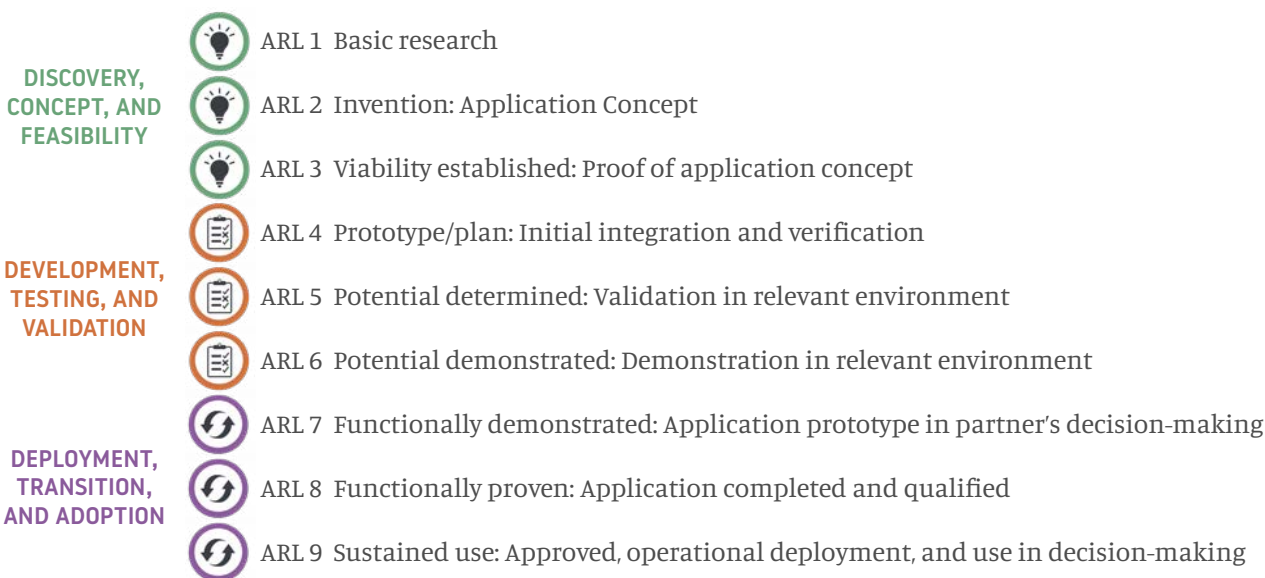 DISCOVERY,
CONCEPT, AND
FEASIBILITY
ARL 1 Basic research
ARL 2 Invention: Application Concept
ARL 3 Viability established: Proof of application concept
DEVELOPMENT,
TESTING, AND
VALIDATION
ARL 4 Prototype/plan: Initial integration and verification
ARL 5 Potential determined: Validation in relevant environment
ARL 6 Potential demonstrated: Demonstration in relevant environment
DEPLOYMENT,
TRANSITION,
AND ADOPTION
ARL 7 Functionally demonstrated: Application prototype in partner’s decision-making
ARL 8 Functionally proven: Application completed and qualified
ARL 9 Sustained use: Approved, operational deployment, and use in decision-making